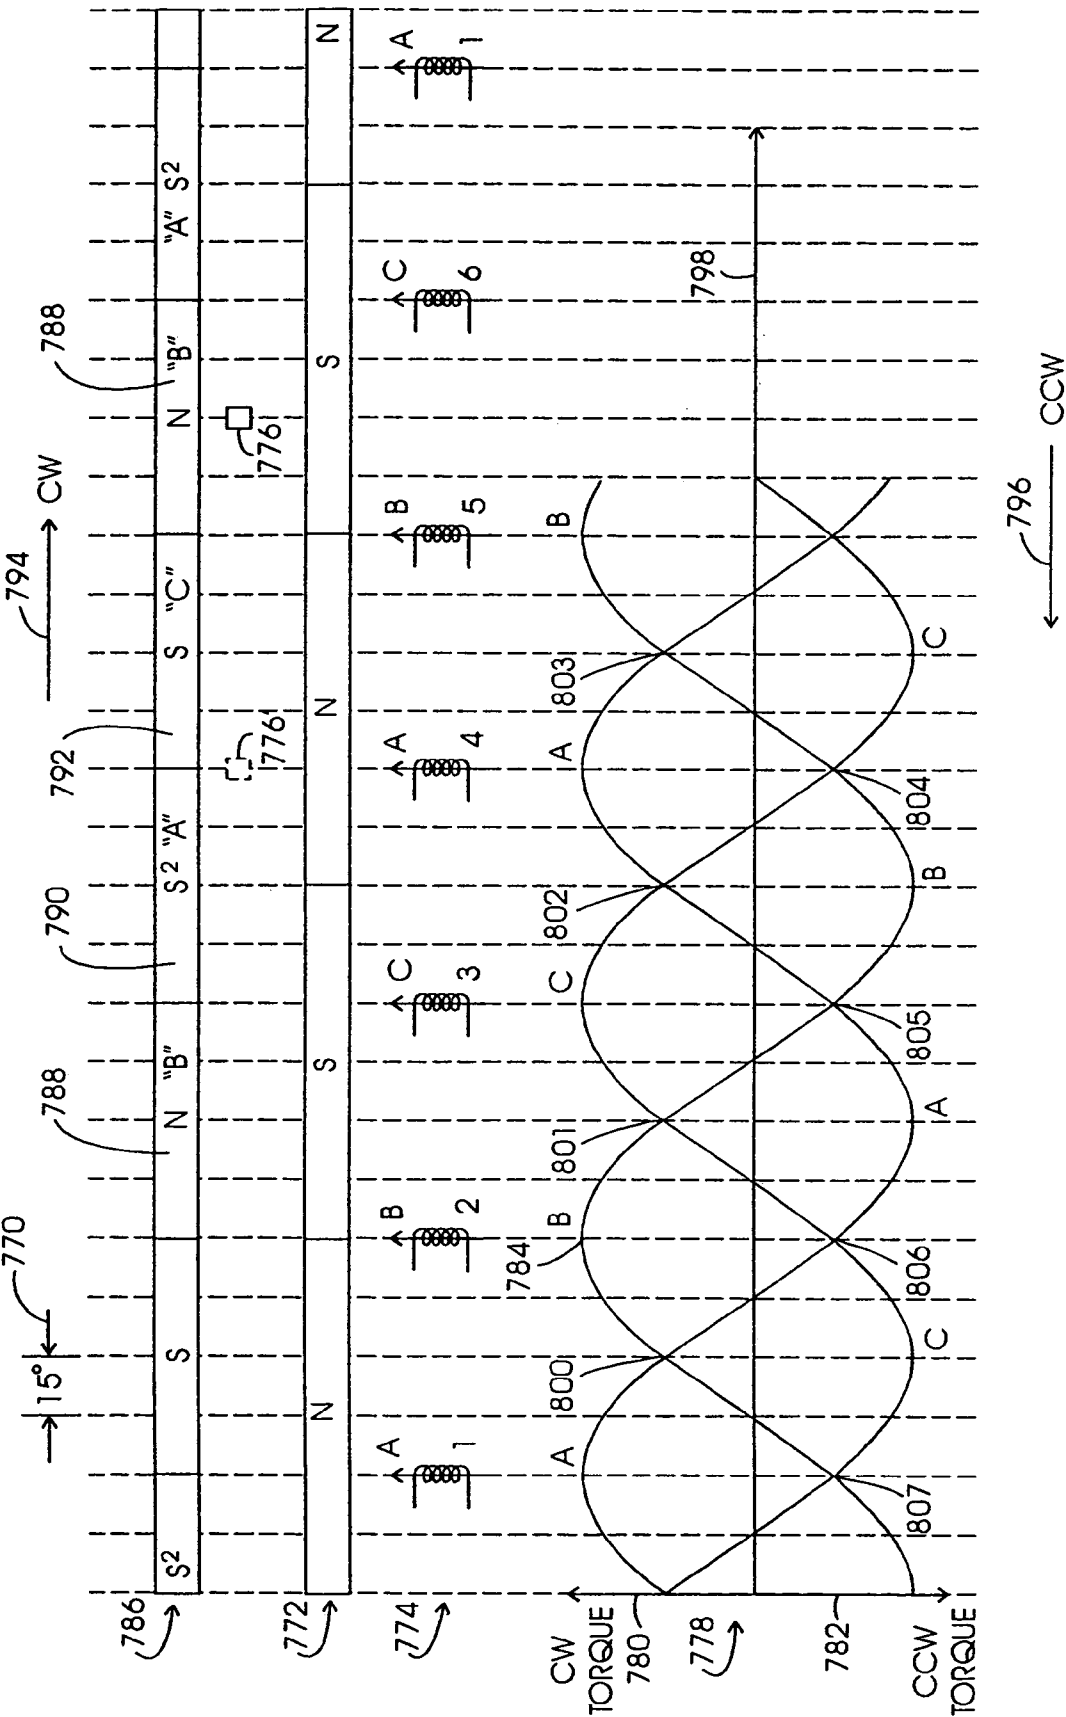 770 794
15° CW
788 790 792 788
786 S² S N "B" S² "A" S "C" N "B" "A" S²
776' 776
772 N S N S N
774 A B C A B C A
1 2 3 4 5 6 1
CW TORQUE A B C A B
784
800 801 802 803
780
778 798
782
807 806 805 804
CCW TORQUE C A B C
796 CCW